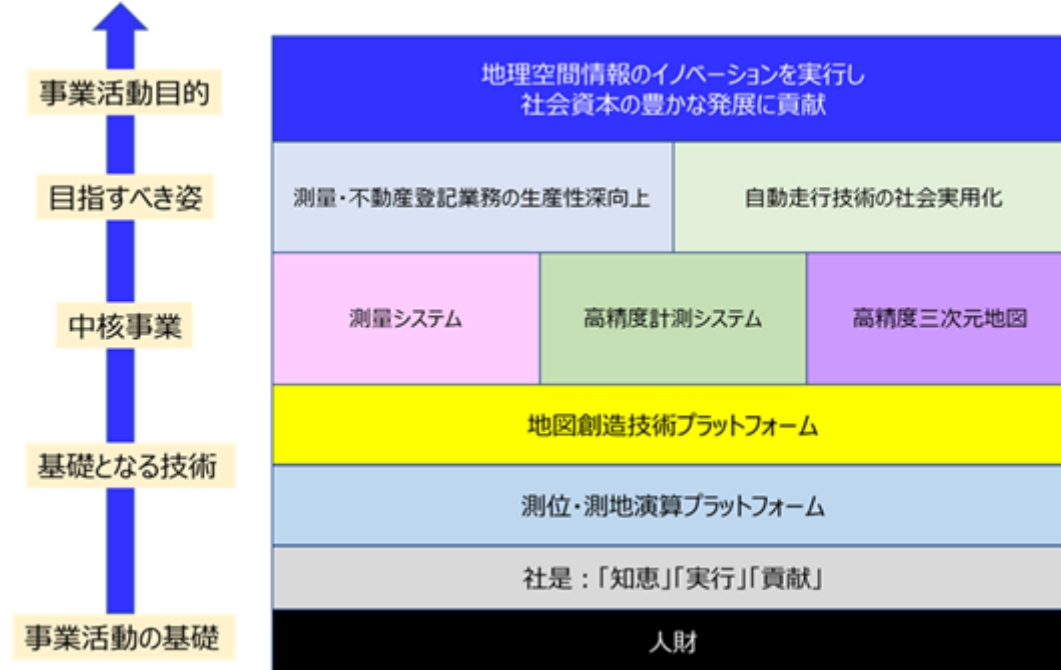 事業活動目的
地理空間情報のイノベーションを実行し
社会資本の豊かな発展に貢献
目指すべき姿
測量・不動産登記業務の生産性深向上
自動走行技術の社会実用化
中核事業
測量システム
高精度計測システム
高精度三次元地図
基礎となる技術
地図創造技術プラットフォーム
測位・測地演算プラットフォーム
社是：「知恵」「実行」「貢献」
事業活動の基礎
人財